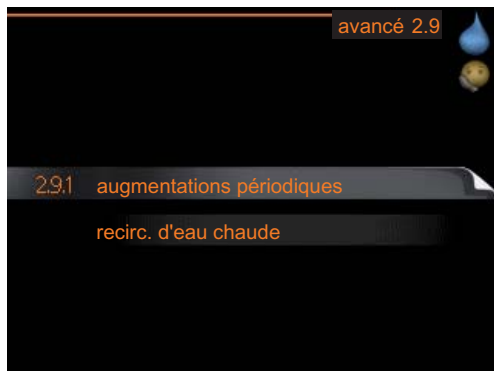 avancé 2.9
2.9.1 augmentations périodiques
recirc. d'eau chaude